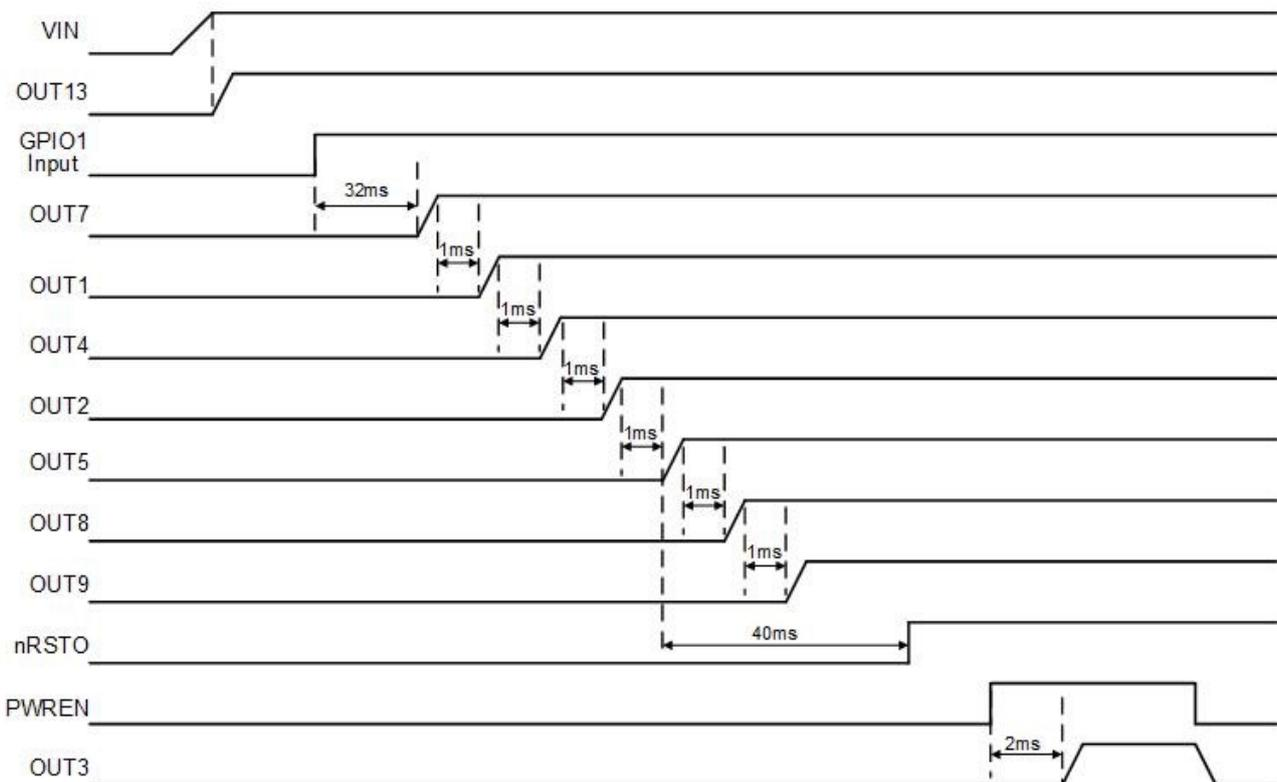 VIN
OUT13
GPIO1
Input
32ms
OUT7
1ms
OUT1
1ms
OUT4
1ms
OUT2
1ms
OUT5
1ms
OUT8
1ms
OUT9
40ms
nRSTO
PWREN
2ms
OUT3